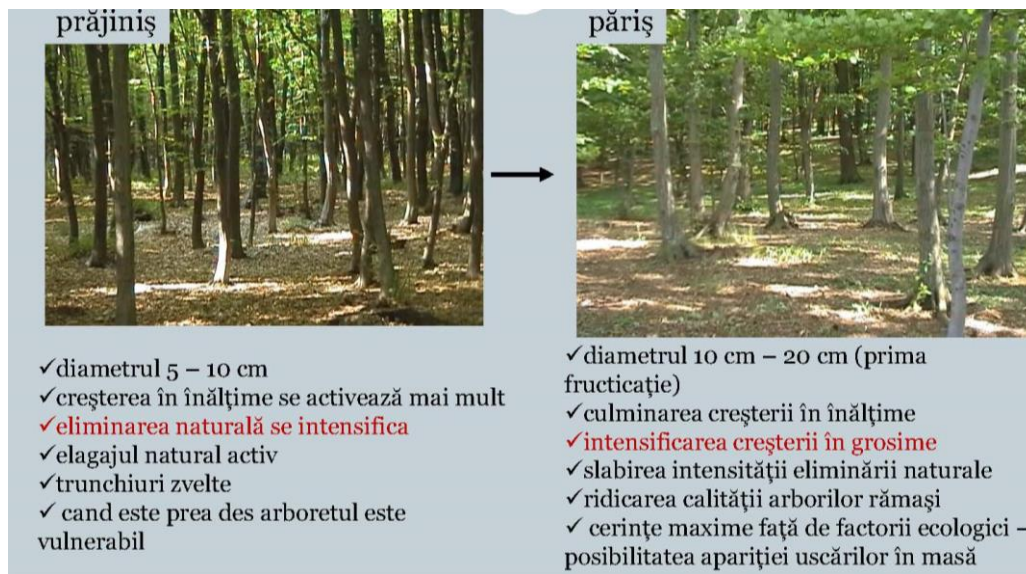 prăjiniş
păriş
✓diametrul 5 – 10 cm
✓creşterea în înălţime se activează mai mult
✓eliminarea naturală se intensifica
✓elagajul natural activ
✓trunchiuri zvelte
✓ cand este prea des arboretul este
vulnerabil
✓diametrul 10 cm – 20 cm (prima
fructicaţie)
✓culminarea creşterii în înălţime
✓intensificarea creşterii în grosime
✓slabirea intensităţii eliminării naturale
✓ridicarea calităţii arborilor rămaşi
✓ cerinţe maxime faţă de factorii ecologici –
posibilitatea apariţiei uscărilor în masă